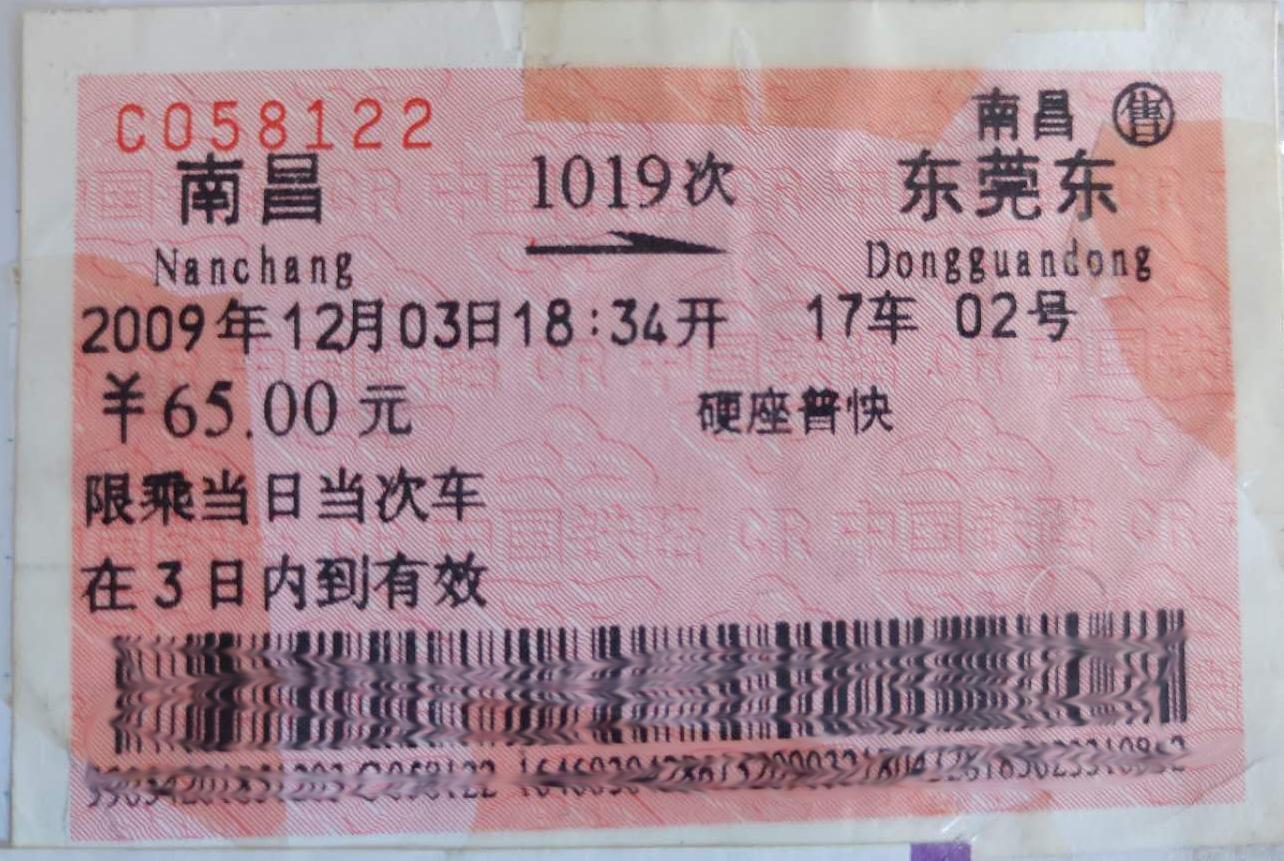 C058122
南昌 售
南昌 1019次 东莞东
Nanchang Dongguandong
2009年12月03日18:34开 17车 02号
¥65.00元 硬座普快
限乘当日当次车
在3日内到有效